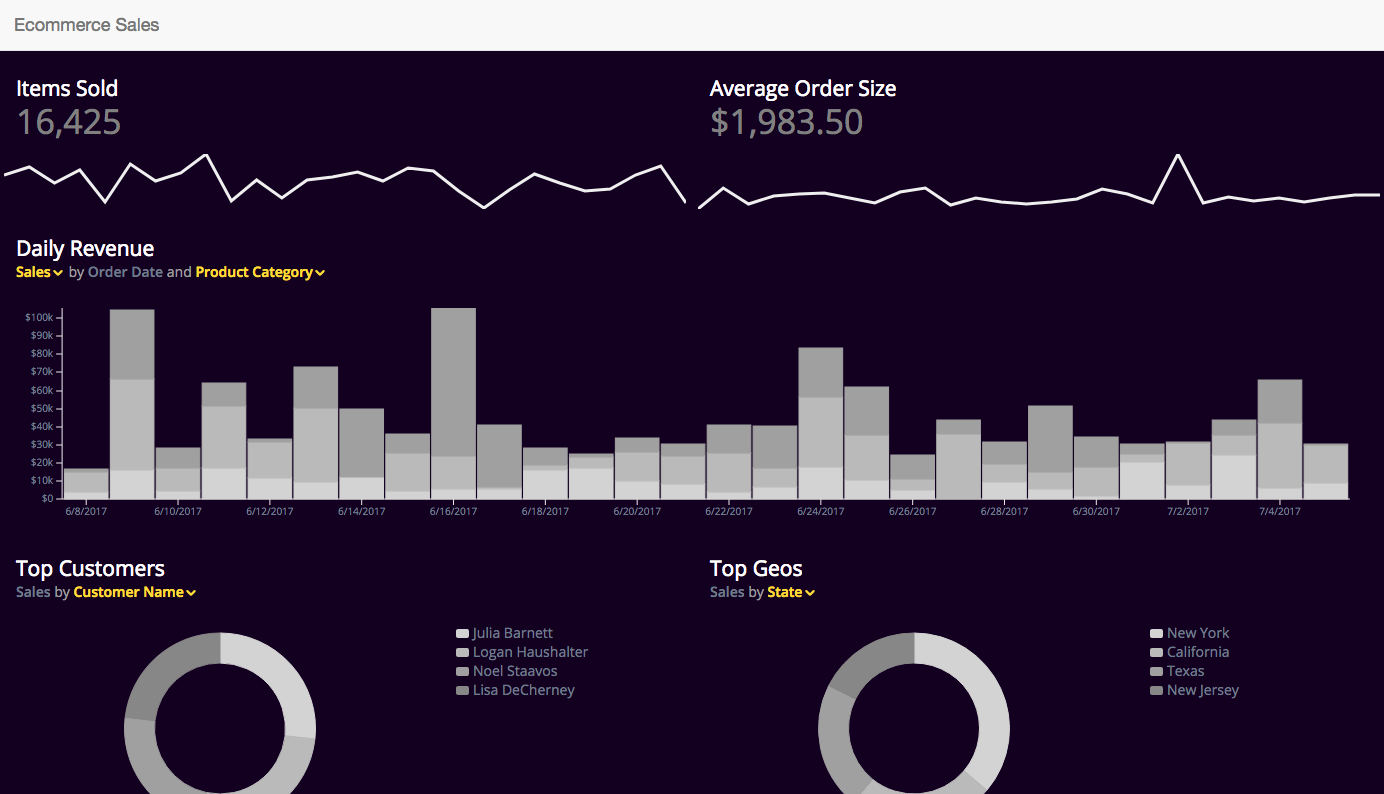 Ecommerce Sales
Items Sold
16,425
Average Order Size
$1,983.50
Daily Revenue
Sales by Order Date and Product Category
$100k
$90k
$80k
$70k
$60k
$50k
$40k
$30k
$20k
$10k
$0
6/8/2017 6/10/2017 6/12/2017 6/14/2017 6/16/2017 6/18/2017 6/20/2017 6/22/2017 6/24/2017 6/26/2017 6/28/2017 6/30/2017 7/2/2017 7/4/2017
Top Customers
Sales by Customer Name
Julia Barnett
Logan Haushalter
Noel Staavos
Lisa DeCherney
Top Geos
Sales by State
New York
California
Texas
New Jersey